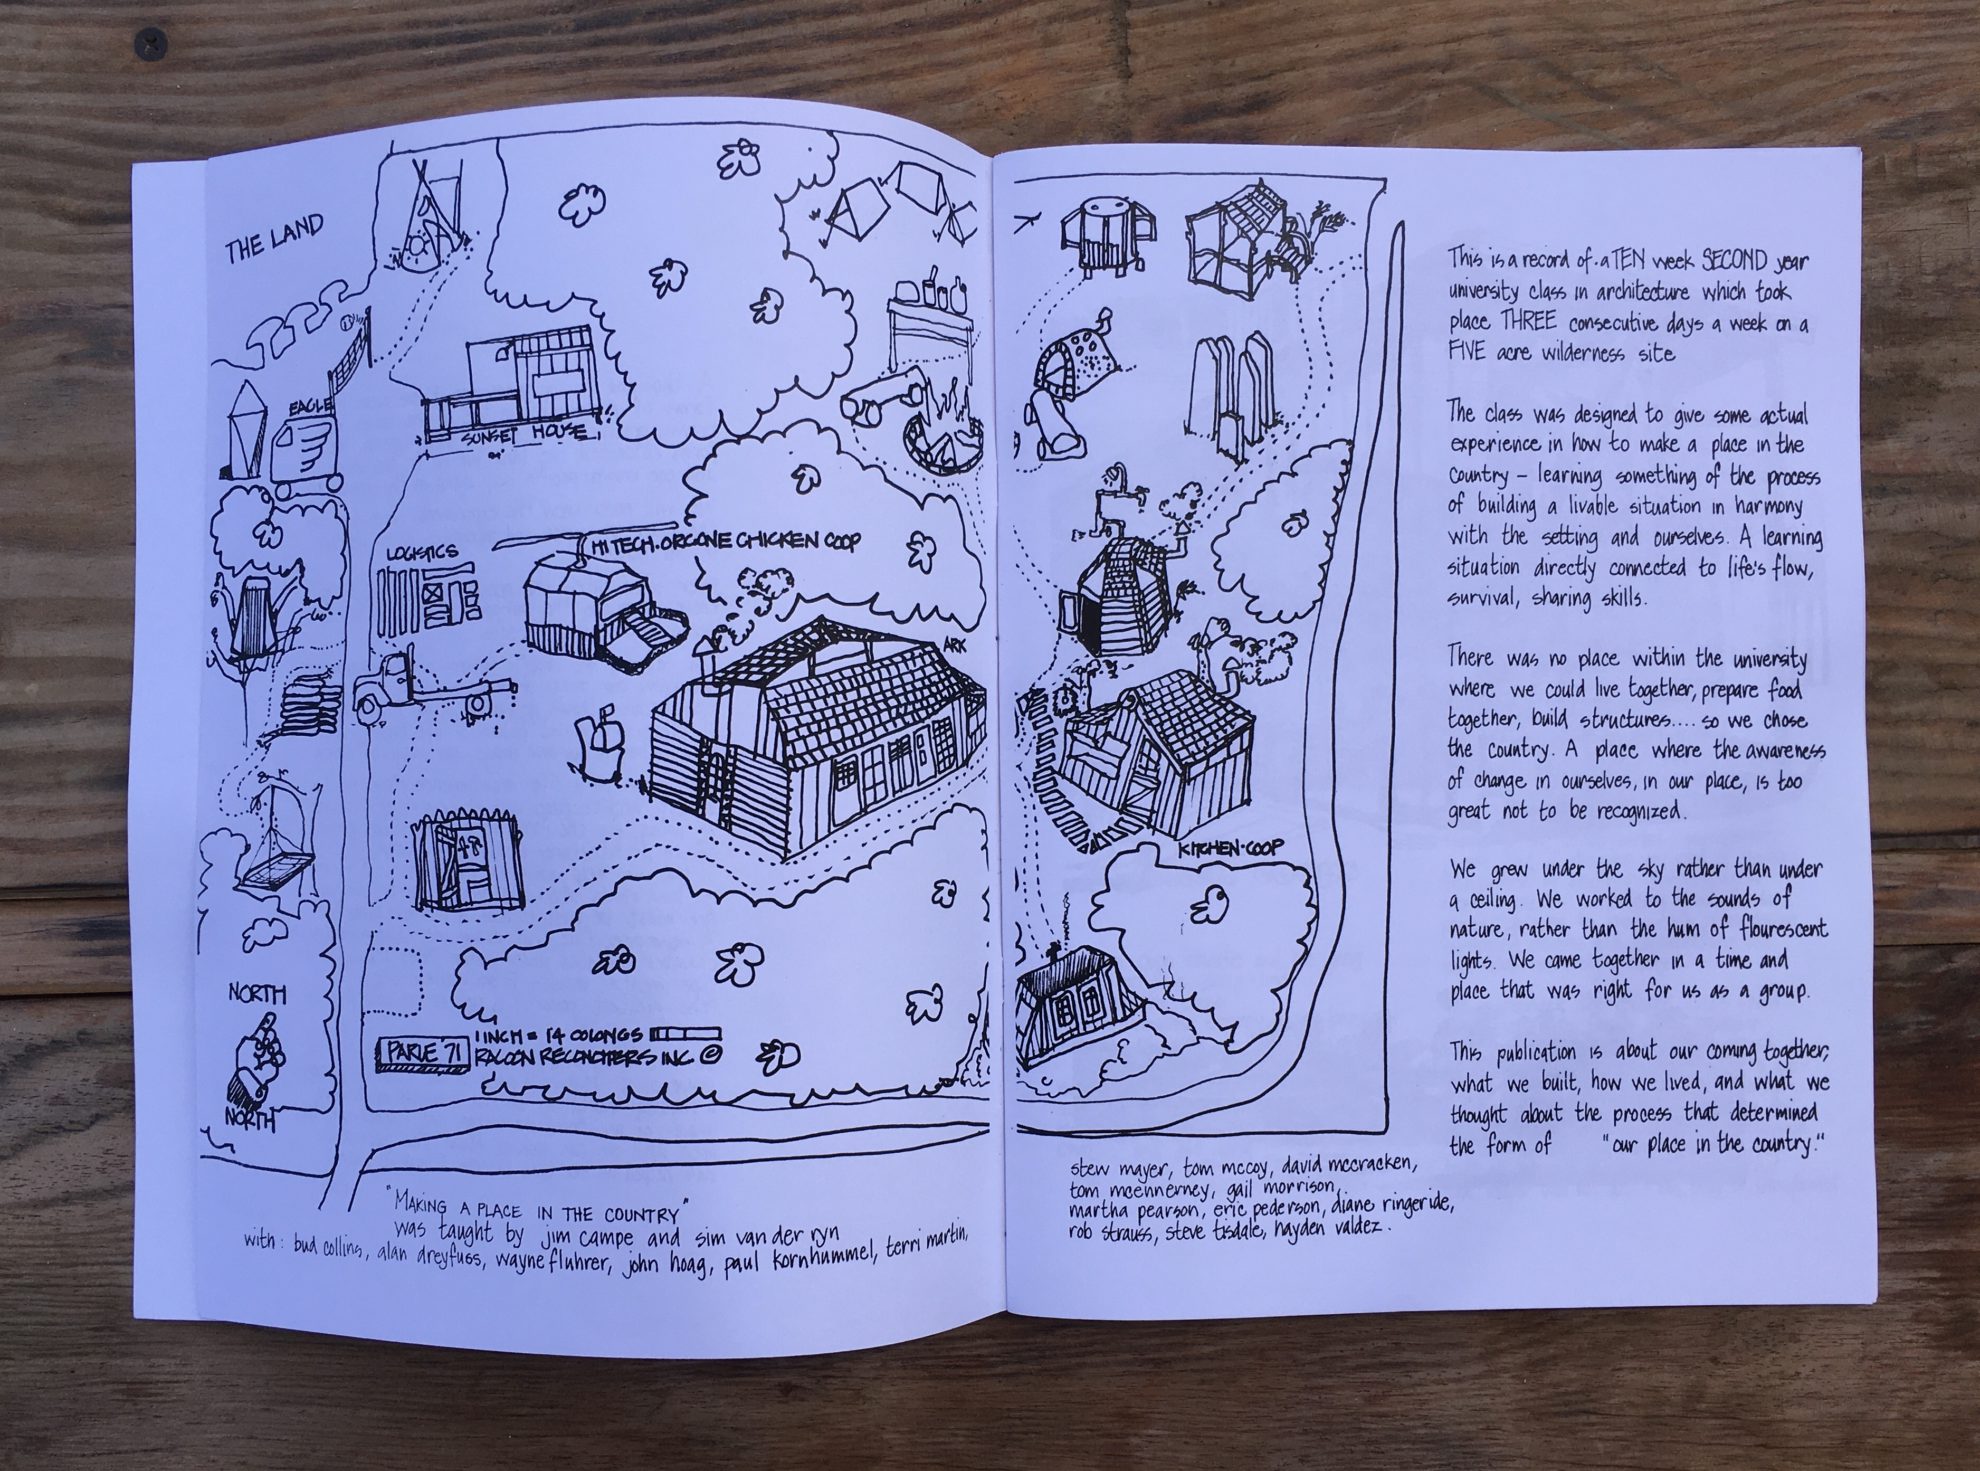 THE LAND
EAGLE
SUNSET HOUSE
LOGISTICS
HI TECH·ORGONE CHICKEN COOP
ARK
KITCHEN·COOP
NORTH
NORTH
PARLE '71
1 INCH = 14 COLONGS
RACOON RECONOITERS INC ©
"MAKING A PLACE IN THE COUNTRY"
was taught by jim campe and sim van der ryn
with: bud collins, alan dreyfuss, wayne fluhrer, john hoag, paul kornhummel, terri martin,
stew mayer, tom mccoy, david mccracken,
tom mcennerney, gail morrison,
martha pearson, eric pederson, diane ringeride,
rob strauss, steve tisdale, hayden valdez.
This is a record of a TEN week SECOND year
university class in architecture which took
place THREE consecutive days a week on a
FIVE acre wilderness site
The class was designed to give some actual
experience in how to make a place in the
country – learning something of the process
of building a livable situation in harmony
with the setting and ourselves. A learning
situation directly connected to life's flow,
survival, sharing skills.
There was no place within the university
where we could live together, prepare food
together, build structures.... so we chose
the country. A place where the awareness
of change in ourselves, in our place, is too
great not to be recognized.
We grew under the sky rather than under
a ceiling. We worked to the sounds of
nature, rather than the hum of flourescent
lights. We came together in a time and
place that was right for us as a group.
This publication is about our coming together,
what we built, how we lived, and what we
thought about the process that determined
the form of "our place in the country."